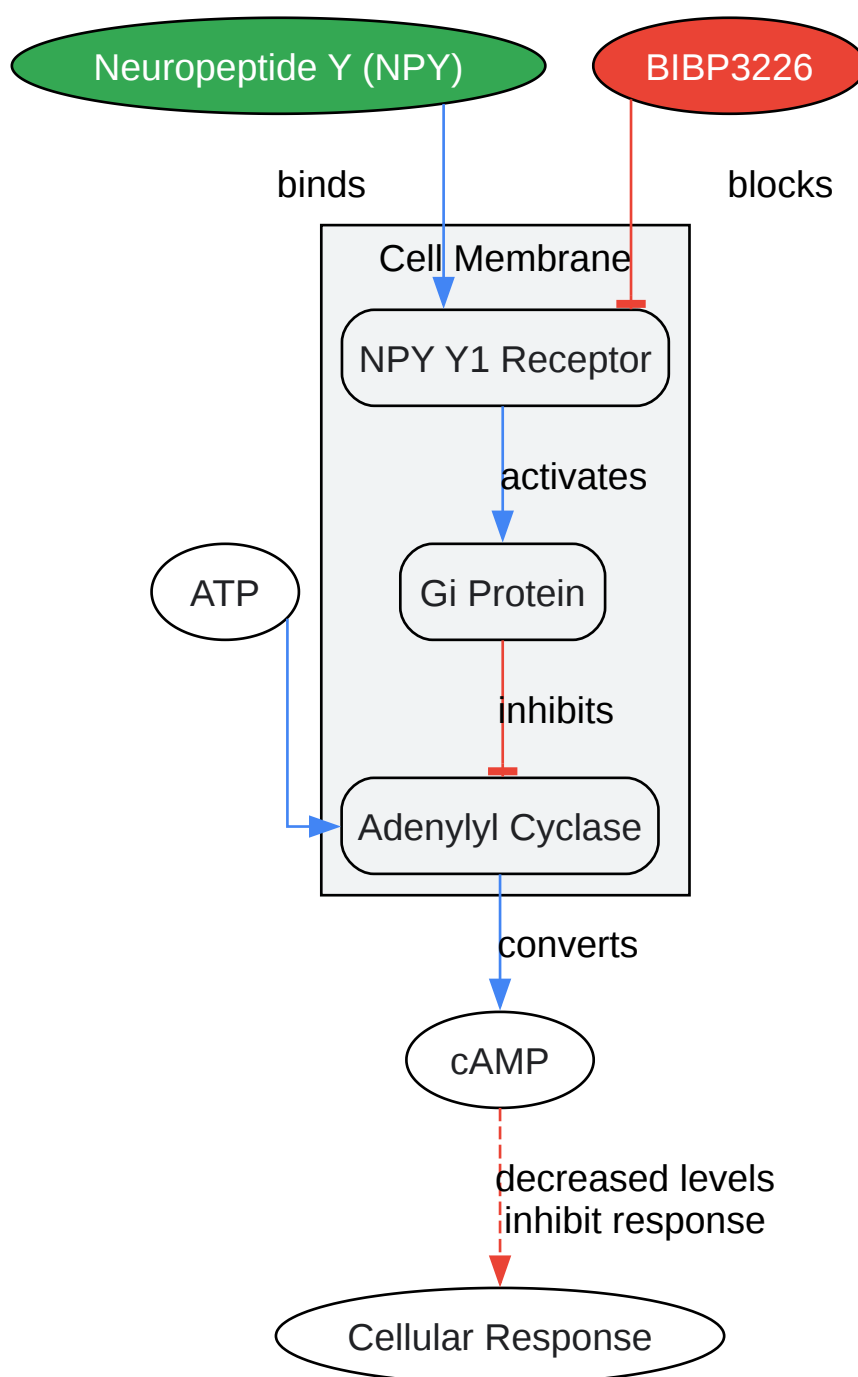 Neuropeptide Y (NPY)
BIBP3226
binds
blocks
Cell Membrane
NPY Y1 Receptor
activates
ATP
Gi Protein
inhibits
Adenylyl Cyclase
converts
cAMP
decreased levels
inhibit response
Cellular Response